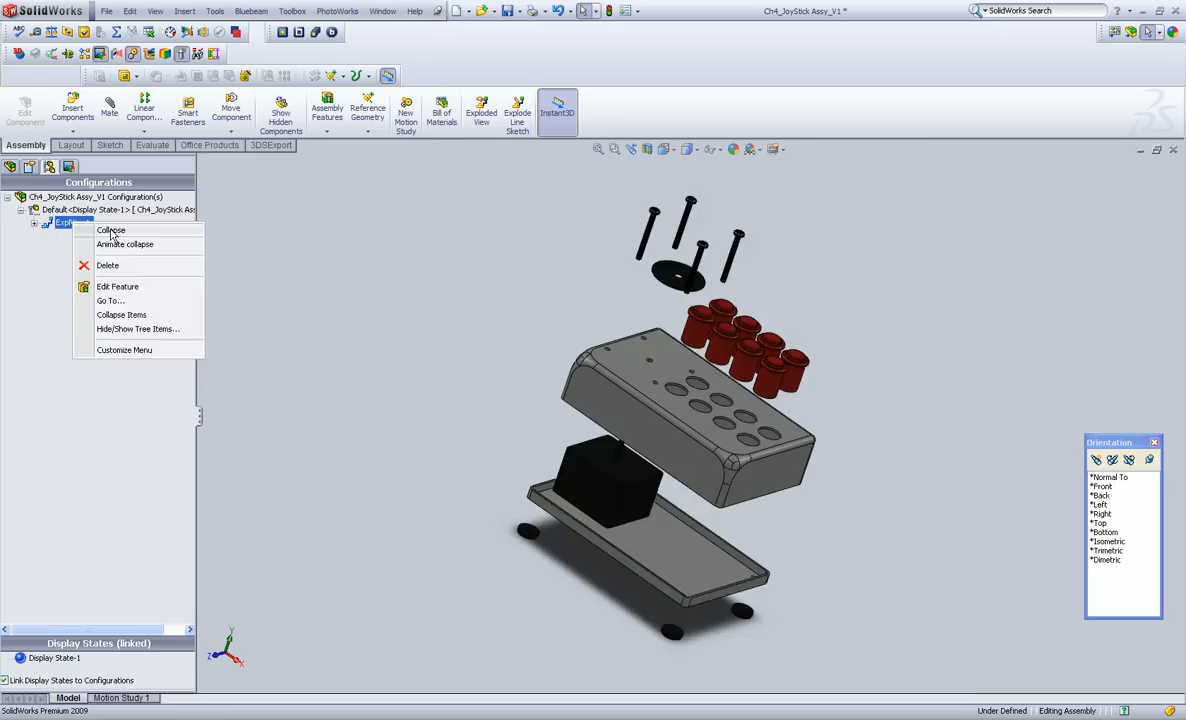 SolidWorks File Edit View Insert Tools Toolbox PhotoWorks Window Help Ch4_JoyStick Assy_V1 * SolidWorks Search
Edit Component
Insert Components
Mate
Linear Compon...
Smart Fasteners
Move Component
Show Hidden Components
Assembly Features
Reference Geometry
New Motion Study
Bill of Materials
Exploded View
Explode Line Sketch
Instant3D
Assembly Layout Sketch Evaluate Office Products 3DSExport
Configurations
Ch4_JoyStick Assy_V1 Configuration(s)
Default<Display State-1> [ Ch4_JoyStick Ass
Collapse
Animate collapse
Delete
Edit Feature
Go To...
Collapse Items
Hide/Show Tree Items...
Customize Menu
Orientation
*Normal To
*Front
*Back
*Left
*Right
*Top
*Bottom
*Isometric
*Trimetric
*Dimetric
Y
Z
X
Display States (linked)
Display State-1
Link Display States to Configurations
Model Motion Study 1
SolidWorks Premium 2009 Under Defined Editing Assembly